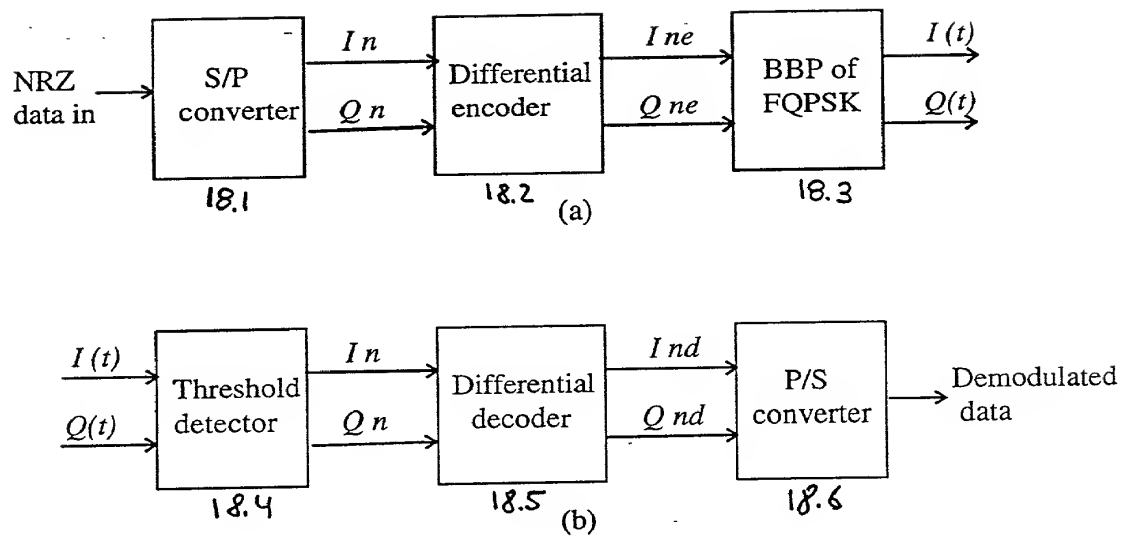 NRZ
data in
S/P
converter
I n
Q n
Differential
encoder
I ne
Q ne
BBP of
FQPSK
I (t)
Q(t)
18.1
18.2
18.3
(a)
I (t)
Q(t)
Threshold
detector
I n
Q n
Differential
decoder
I nd
Q nd
P/S
converter
Demodulated
data
18.4
18.5
18.6
(b)